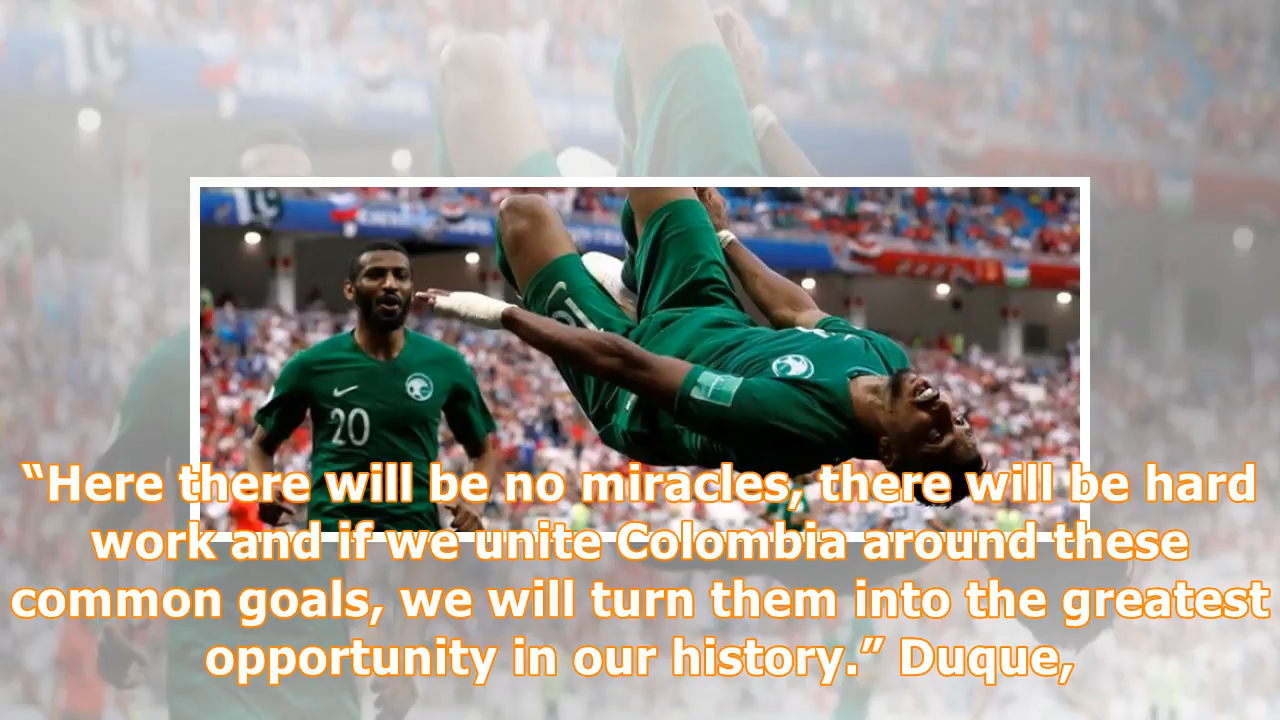 20
“Here there will be no miracles, there will be hard
work and if we unite Colombia around these
common goals, we will turn them into the greatest
opportunity in our history.” Duque,